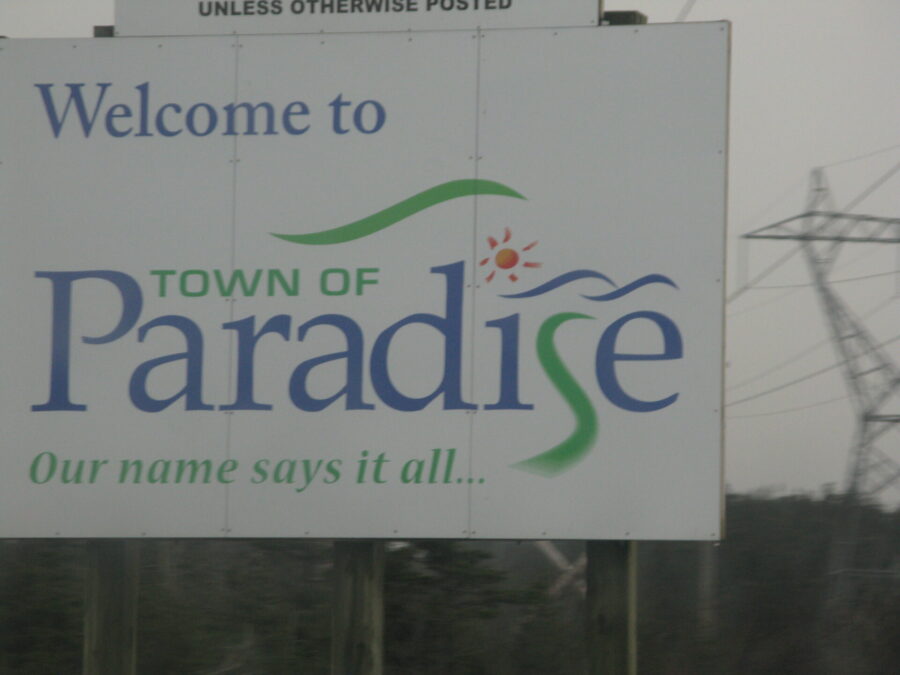 UNLESS OTHERWISE POSTED
Welcome to
TOWN OF
Paradise
Our name says it all...